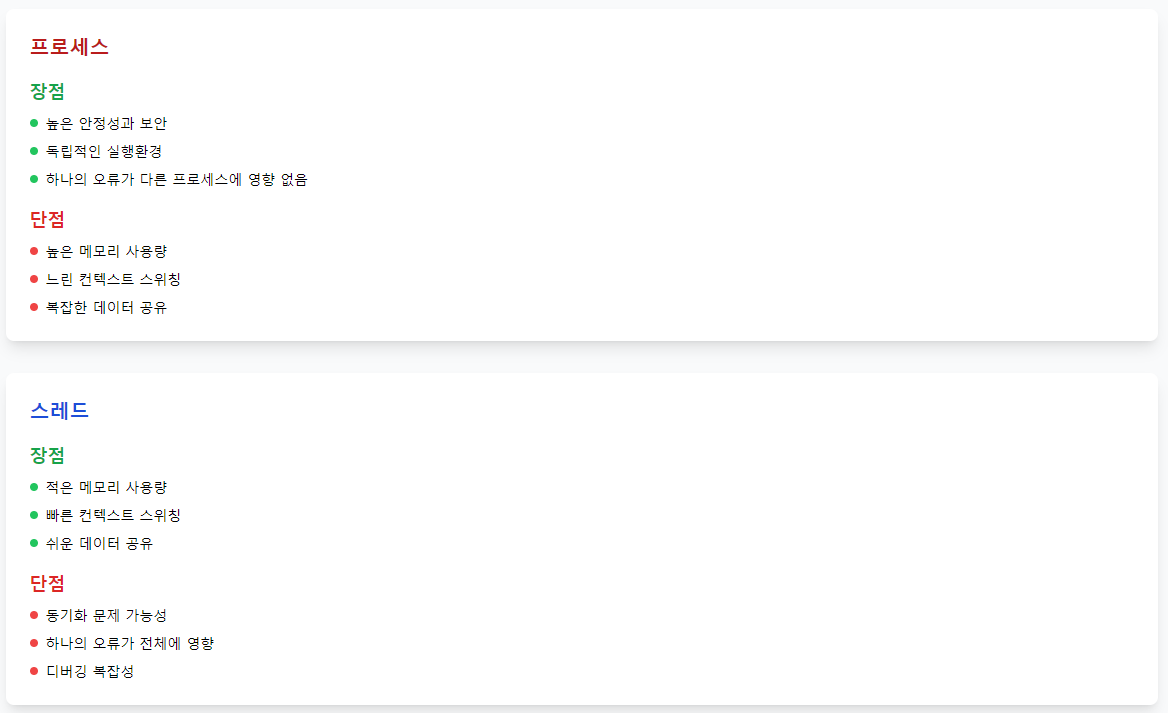 프로세스
장점
높은 안정성과 보안
독립적인 실행환경
하나의 오류가 다른 프로세스에 영향 없음
단점
높은 메모리 사용량
느린 컨텍스트 스위칭
복잡한 데이터 공유
스레드
장점
적은 메모리 사용량
빠른 컨텍스트 스위칭
쉬운 데이터 공유
단점
동기화 문제 가능성
하나의 오류가 전체에 영향
디버깅 복잡성